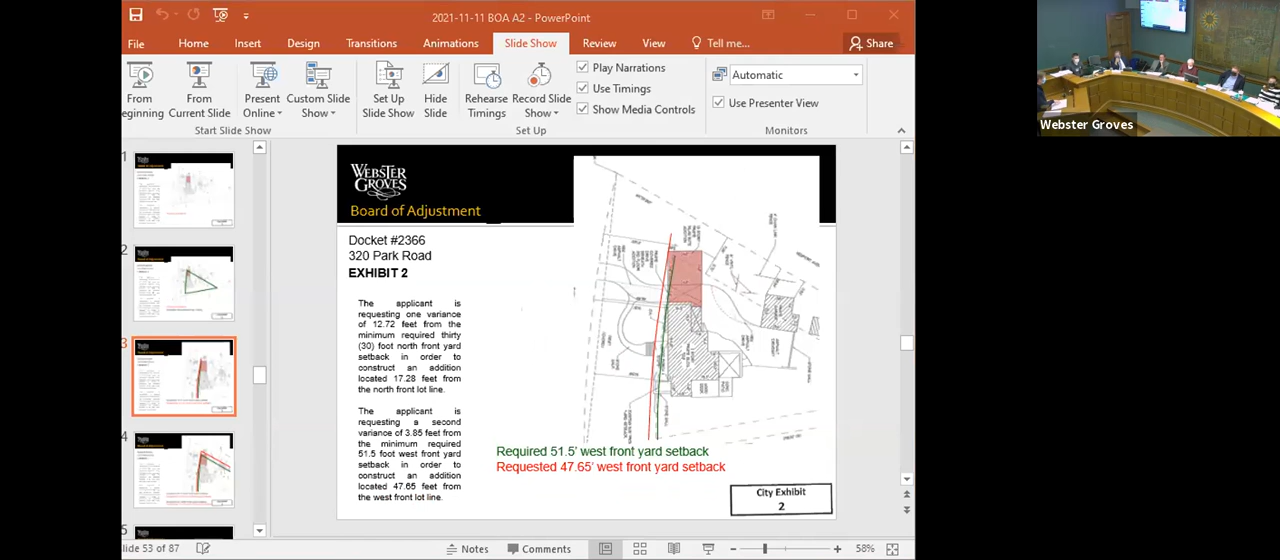 2021-11-11 BOA A2 - PowerPoint
File
Home
Insert
Design
Transitions
Animations
Slide Show
Review
View
Tell me...
Share
From
eginning
From
Current Slide
Present
Online
Custom Slide
Show
Set Up
Slide Show
Hide
Slide
Rehearse
Timings
Record Slide
Show
Play Narrations
Use Timings
Show Media Controls
Automatic
Use Presenter View
Start Slide Show
Set Up
Monitors
Webster Groves
1
2
3
4
5
WEBSTER
GROVES
Board of Adjustment
Docket #2366
320 Park Road
EXHIBIT 2
The applicant is
requesting one variance
of 12.72 feet from the
minimum required thirty
(30) foot north front yard
setback in order to
construct an addition
located 17.28 feet from
the north front lot line.
The applicant is
requesting a second
variance of 3.85 feet from
the minimum required
51.5 foot west front yard
setback in order to
construct an addition
located 47.65 feet from
the west front lot line.
Required 51.5' west front yard setback
Requested 47.65' west front yard setback
City Exhibit
2
lide 53 of 87
Notes
Comments
58%